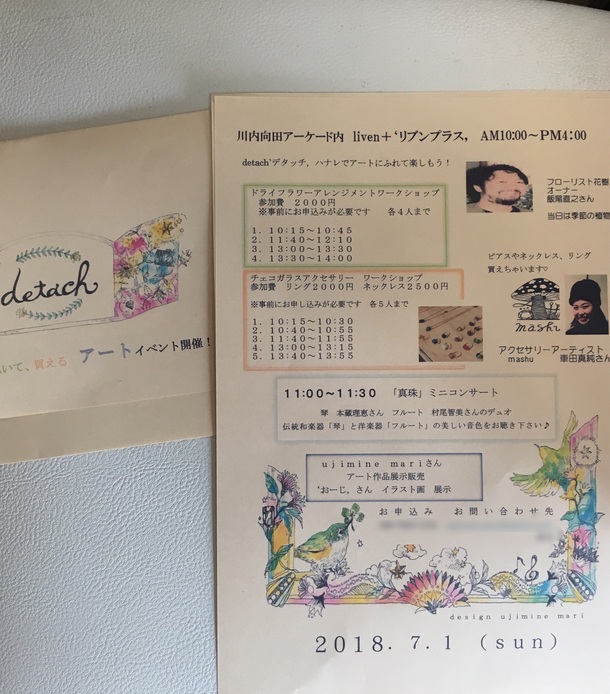 detach
いて、買える アートイベント開催！
川内向田アーケード内 liven＋‘リブンプラス, AM10:00～PM4:00
detach'デタッチ，ハナレでアートにふれて楽しもう！
ドライフラワーアレンジメントワークショップ
参加費 ２０００円
※事前にお申込みが必要です 各４人まで
1. 10:15～10:45
2. 11:40～12:10
3. 13:00～13:30
4. 13:30～14:00
フローリスト花樹
オーナー
飯尾直之さん
当日は季節の植物
チェコガラスアクセサリー ワークショップ
参加費 リング2000円 ネックレス2500円
※事前にお申し込みが必要です 各５人まで
1. 10:15～10:30
2. 10:40～10:55
3. 11:40～11:55
4. 13:00～13:15
5. 13:40～13:55
ピアスやネックレス、リング
買えちゃいます♡
mashu
アクセサリーアーティスト
mashu 車田真純さん
11:00～11:30 「真珠」ミニコンサート
琴 本蔵理恵さん フルート 村尾智美さんのデュオ
伝統和楽器「琴」と洋楽器「フルート」の美しい音色をお聴き下さい♪
ujimine mariさん
アート作品展示販売
‘おーじ，さん イラスト画 展示
お申込み お問い合わせ先
design ujimine mari
2018. 7. 1 (sun)